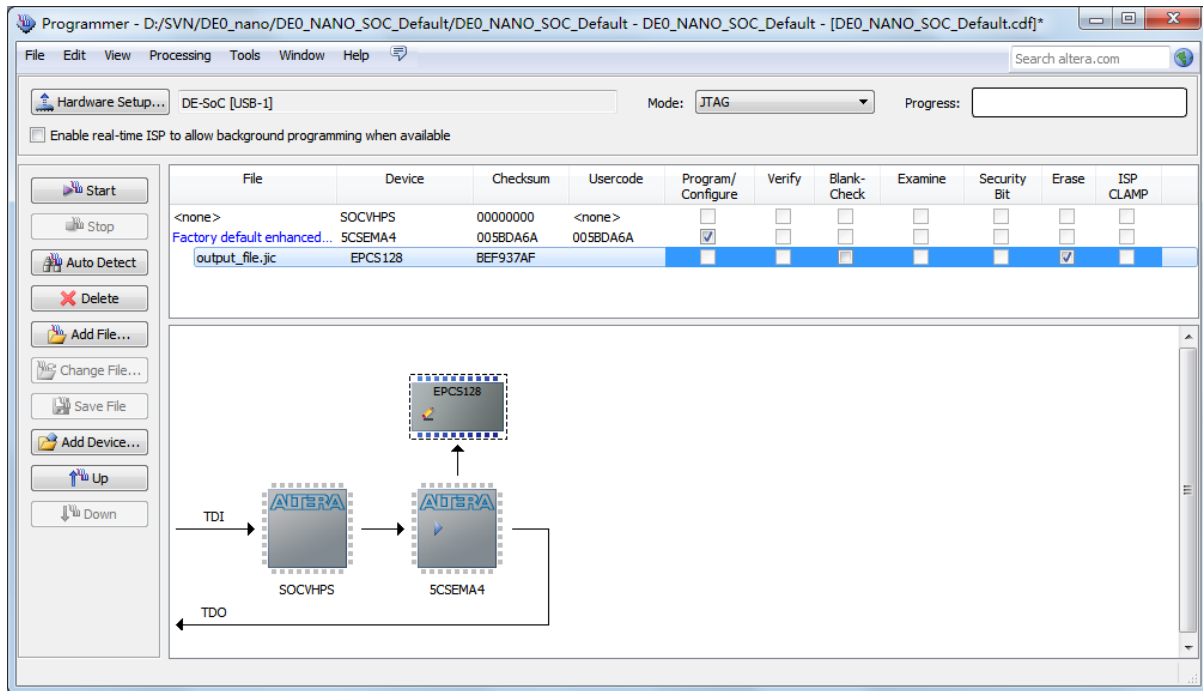 Programmer - D:/SVN/DE0_nano/DE0_NANO_SOC_Default/DE0_NANO_SOC_Default - DE0_NANO_SOC_Default - [DE0_NANO_SOC_Default.cdf]*
File Edit View Processing Tools Window Help
Search altera.com
Hardware Setup... DE-SoC [USB-1] Mode: JTAG Progress:
Enable real-time ISP to allow background programming when available
Start
Stop
Auto Detect
Delete
Add File...
Change File...
Save File
Add Device...
Up
Down
File Device Checksum Usercode Program/ Verify Blank- Examine Security Erase ISP
Configure Check Bit CLAMP
<none> SOCVHPS 00000000 <none>
Factory default enhanced... 5CSEMA4 005BDA6A 005BDA6A
output_file.jic EPCS128 BEF937AF
EPCS128
ALTERA ALTERA
TDI
SOCVHPS 5CSEMA4
TDO